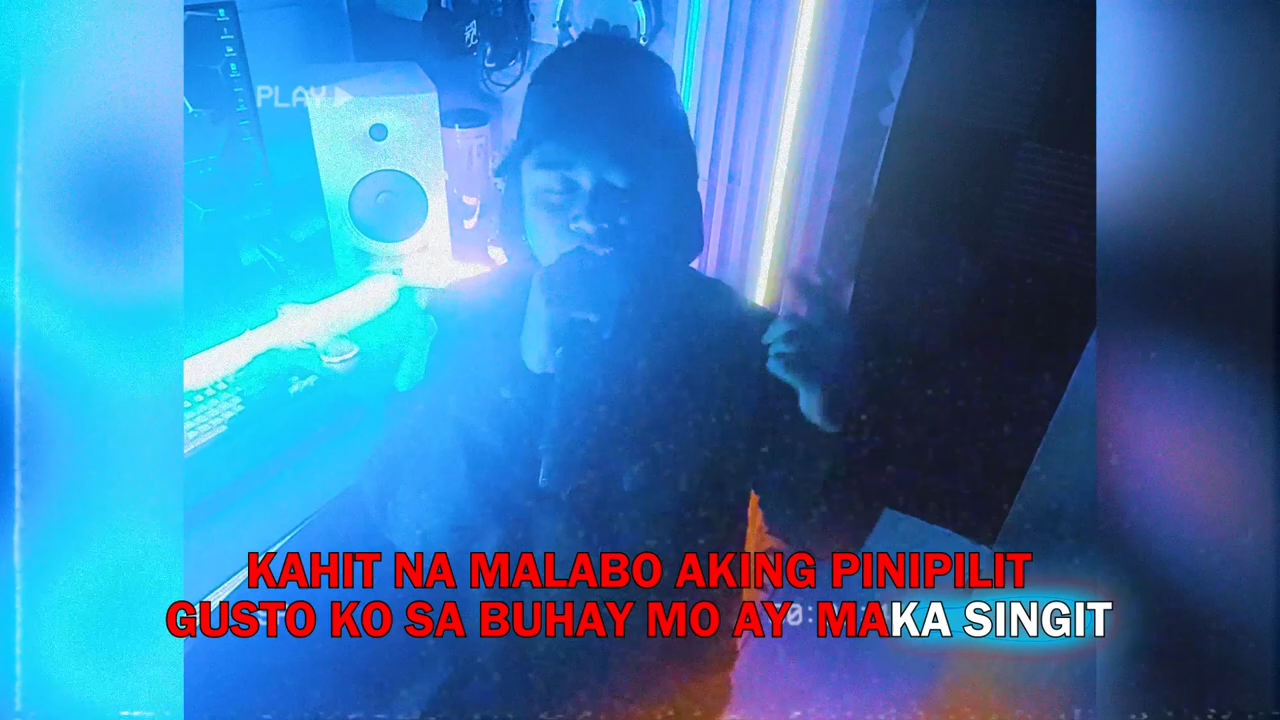 PLAY
KAHIT NA MALABO AKING PINIPILIT
GUSTO KO SA BUHAY MO AY MAKA SINGIT